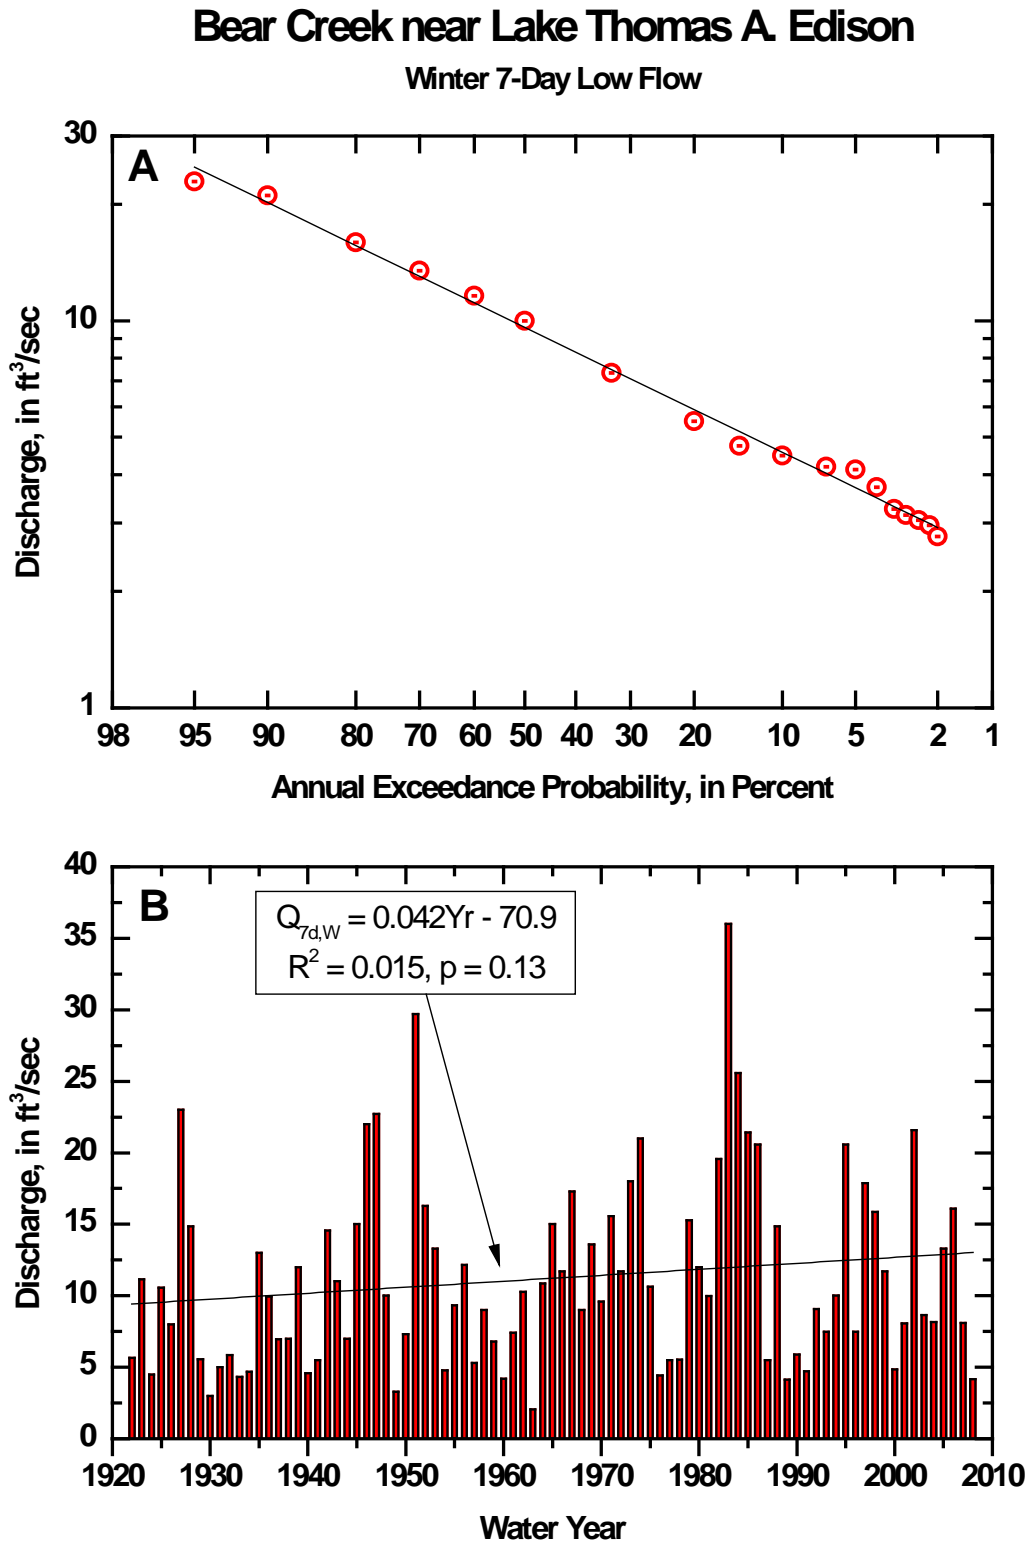 Bear Creek near Lake Thomas A. Edison
Winter 7-Day Low Flow
A
30
10
1
Discharge, in ft³/sec
98 95 90 80 70 60 50 40 30 20 10 5 2 1
Annual Exceedance Probability, in Percent
B
Q7d,W = 0.042Yr - 70.9
R² = 0.015, p = 0.13
40
35
30
25
20
15
10
5
0
Discharge, in ft³/sec
1920 1930 1940 1950 1960 1970 1980 1990 2000 2010
Water Year